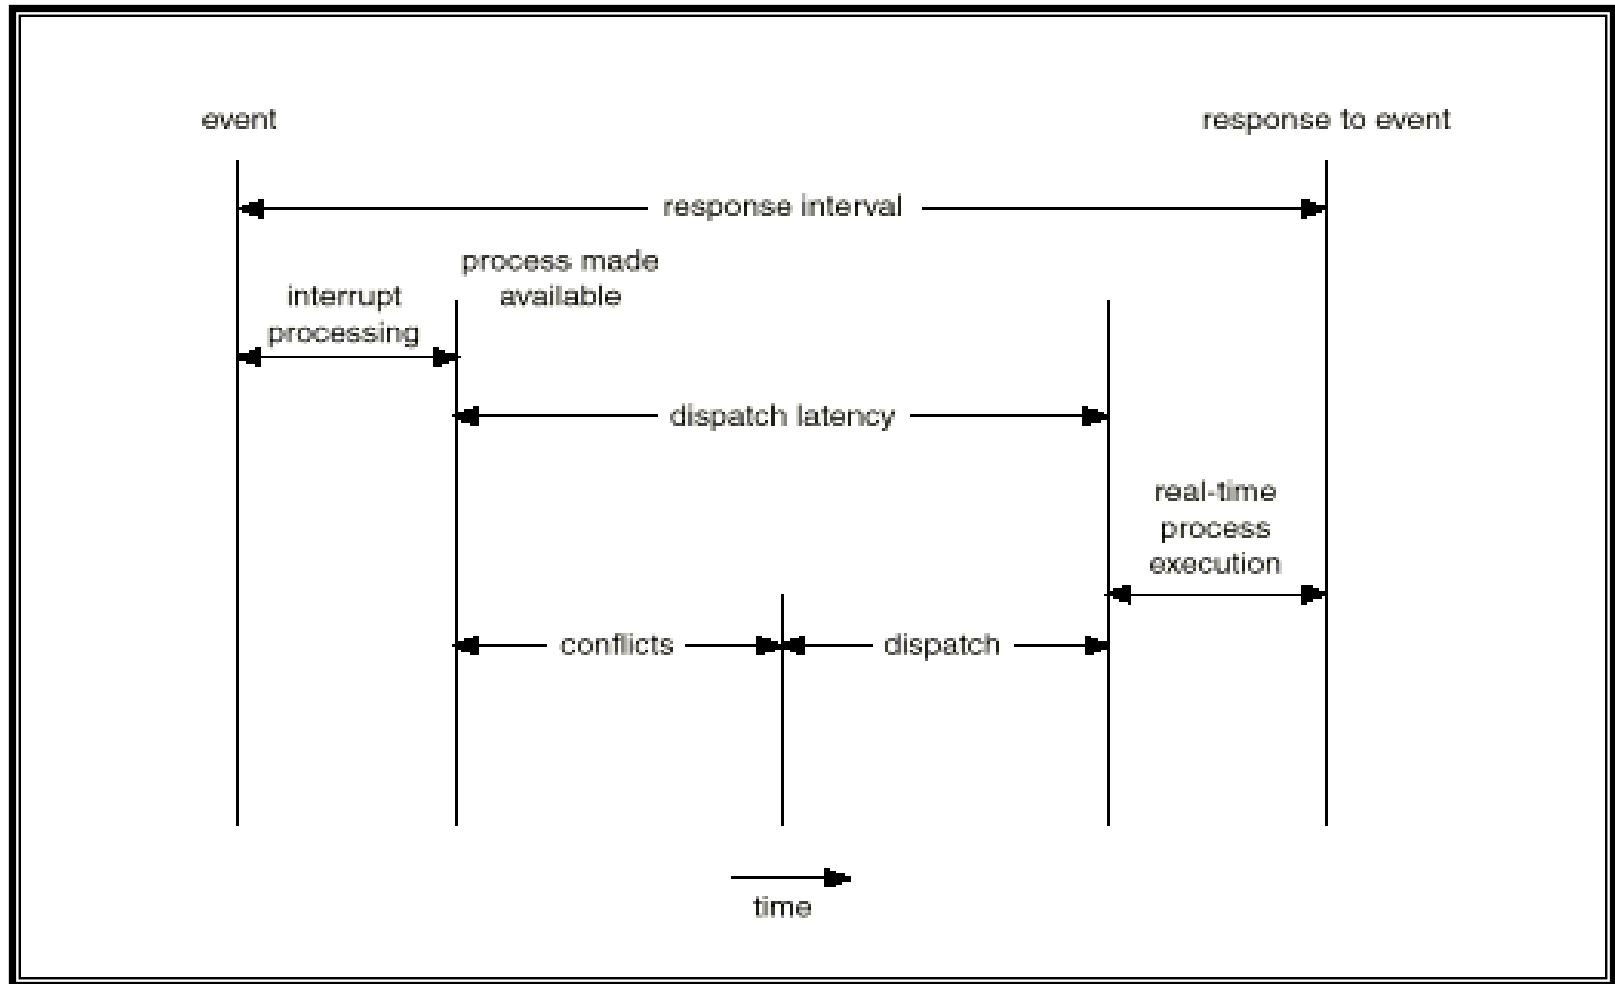 event
response to event
response interval
process made
available
interrupt
processing
dispatch latency
real-time
process
execution
conflicts
dispatch
time